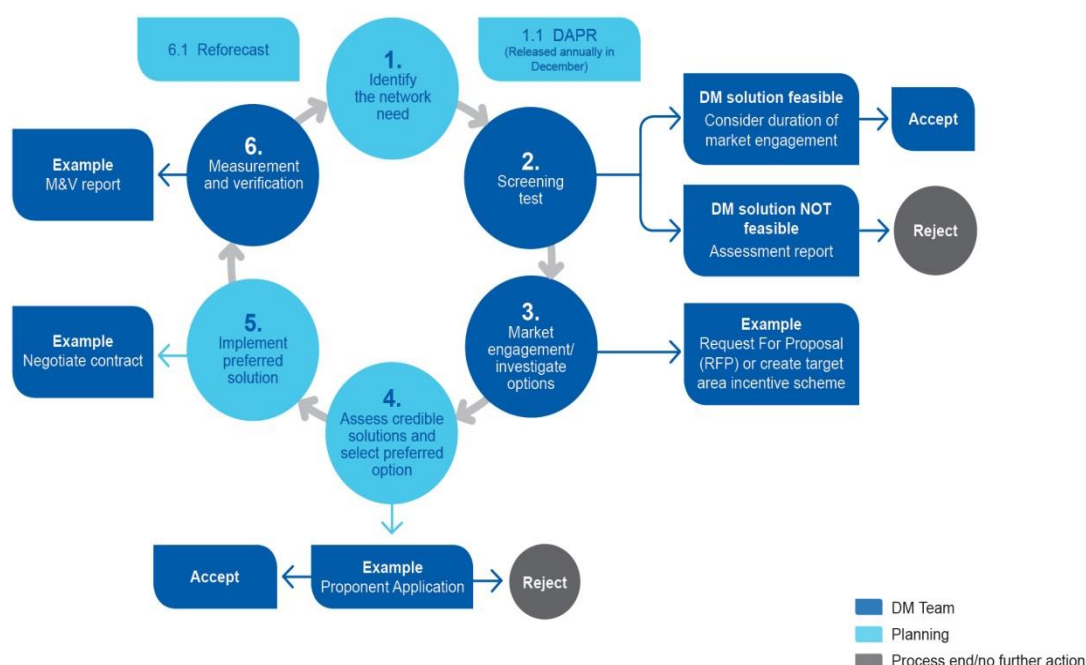 6.1 Reforecast
1.
Identify
the network
need
1.1 DAPR
(Released annually in
December)
DM solution feasible
Consider duration of
market engagement
Accept
6.
Measurement
and verification
Example
M&V report
2.
Screening
test
DM solution NOT
feasible
Assessment report
Reject
5.
Implement
preferred
solution
Example
Negotiate contract
3.
Market
engagement/
investigate
options
Example
Request For Proposal
(RFP) or create target
area incentive scheme
4.
Assess credible
solutions and
select preferred
option
Accept
Example
Proponent Application
Reject
DM Team
Planning
Process end/no further action